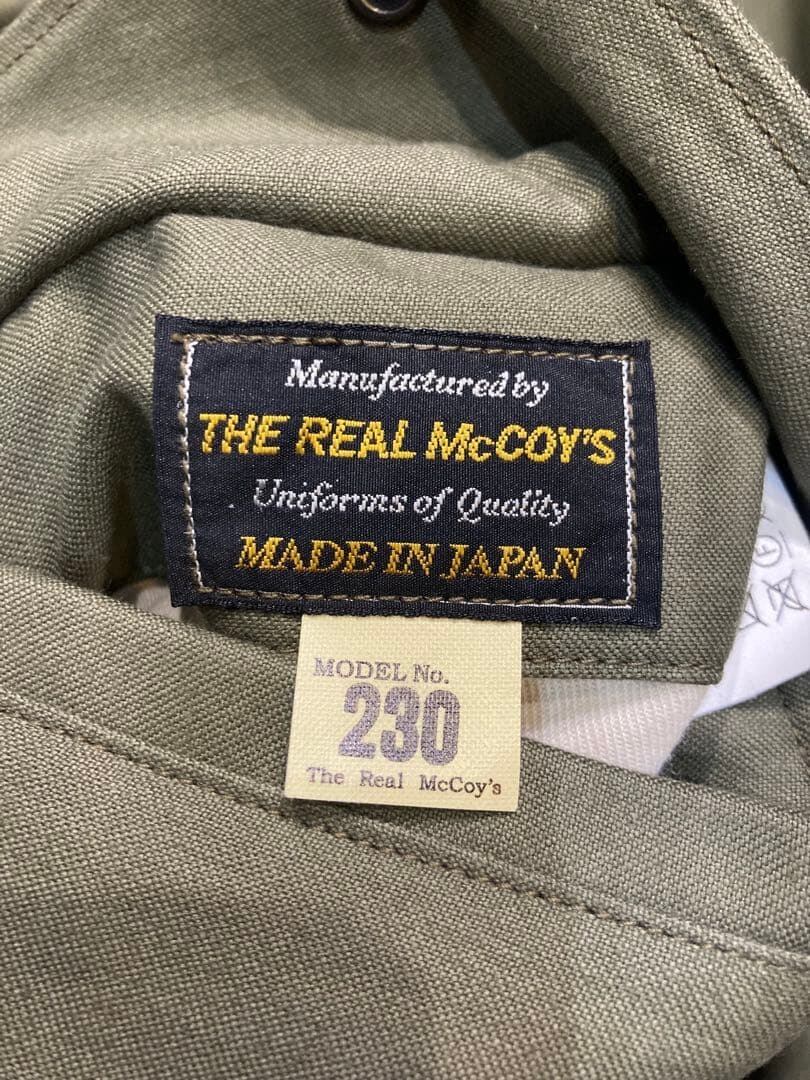 Manufactured by
THE REAL McCOY'S
Uniforms of Quality
MADE IN JAPAN
MODEL No.
230
The Real McCoy's